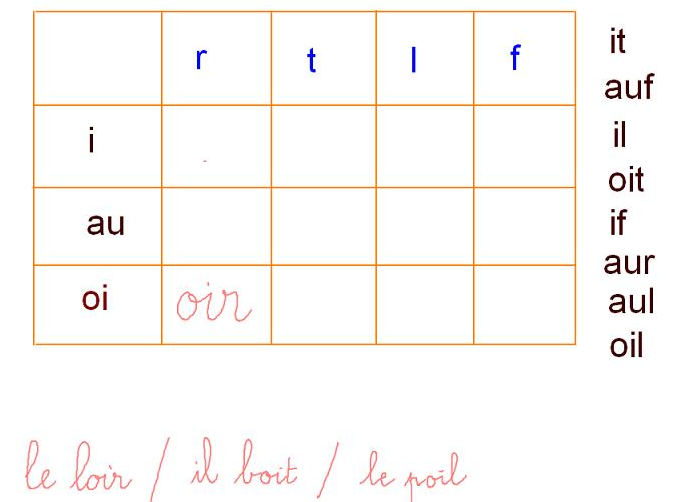 r t l f
i
au
oi oir
it
auf
il
oit
if
aur
aul
oil
le loir / il boit / le poil